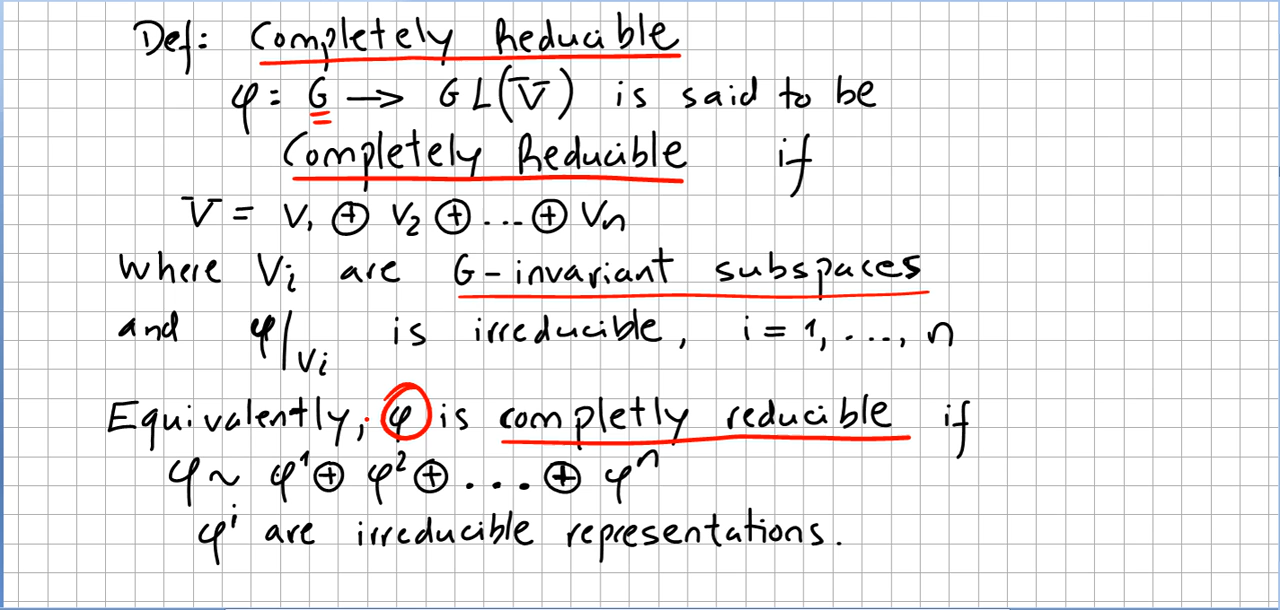 Def: Completely Reducible
φ: G → GL(V) is said to be
Completely Reducible if
V = V₁ ⊕ V₂ ⊕ ... ⊕ Vn
where Vi are G-invariant subspaces
and φ|Vi is irreducible, i = 1, ..., n
Equivalently, φ is completly reducible if
φ ~ φ¹ ⊕ φ² ⊕ ... ⊕ φⁿ
φⁱ are irreducible representations.